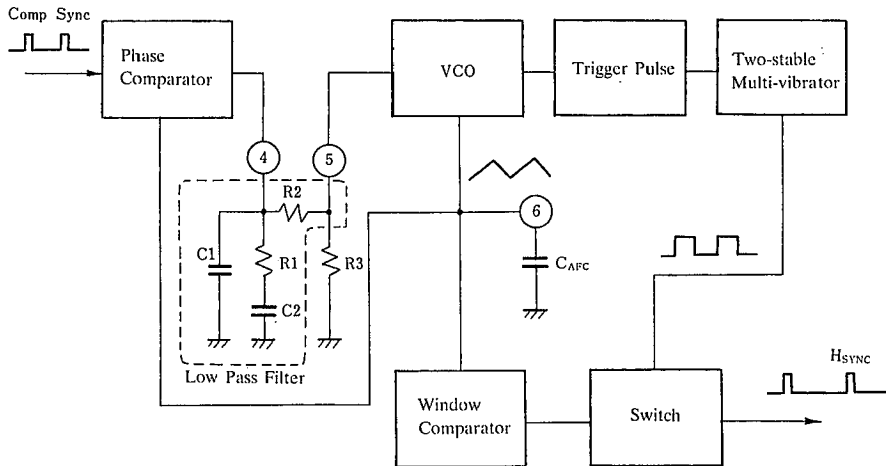 Comp Sync
Phase
Comparator
VCO
Trigger Pulse
Two-stable
Multi-vibrator
4
5
R2
6
C1
R1
R3
C2
CAFC
Low Pass Filter
HSYNC
Window
Comparator
Switch